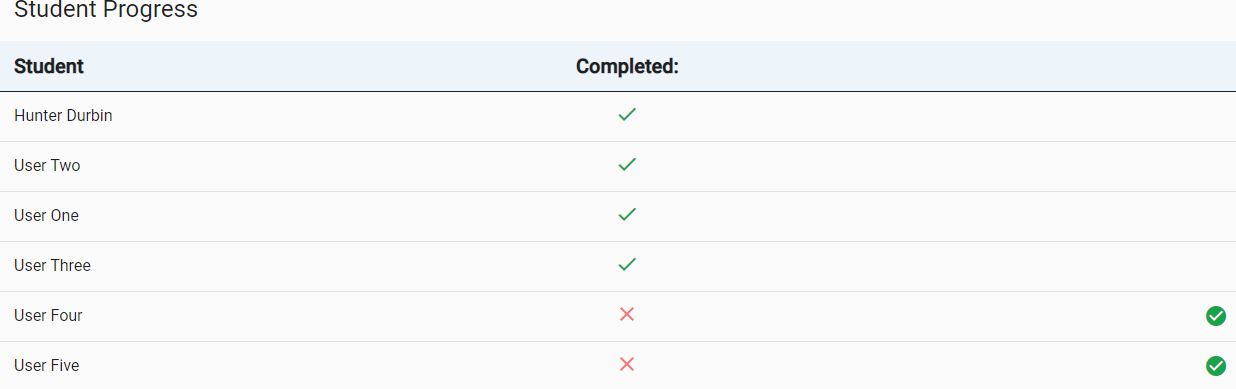 Student Progress
Student Completed:
Hunter Durbin
User Two
User One
User Three
User Four
User Five